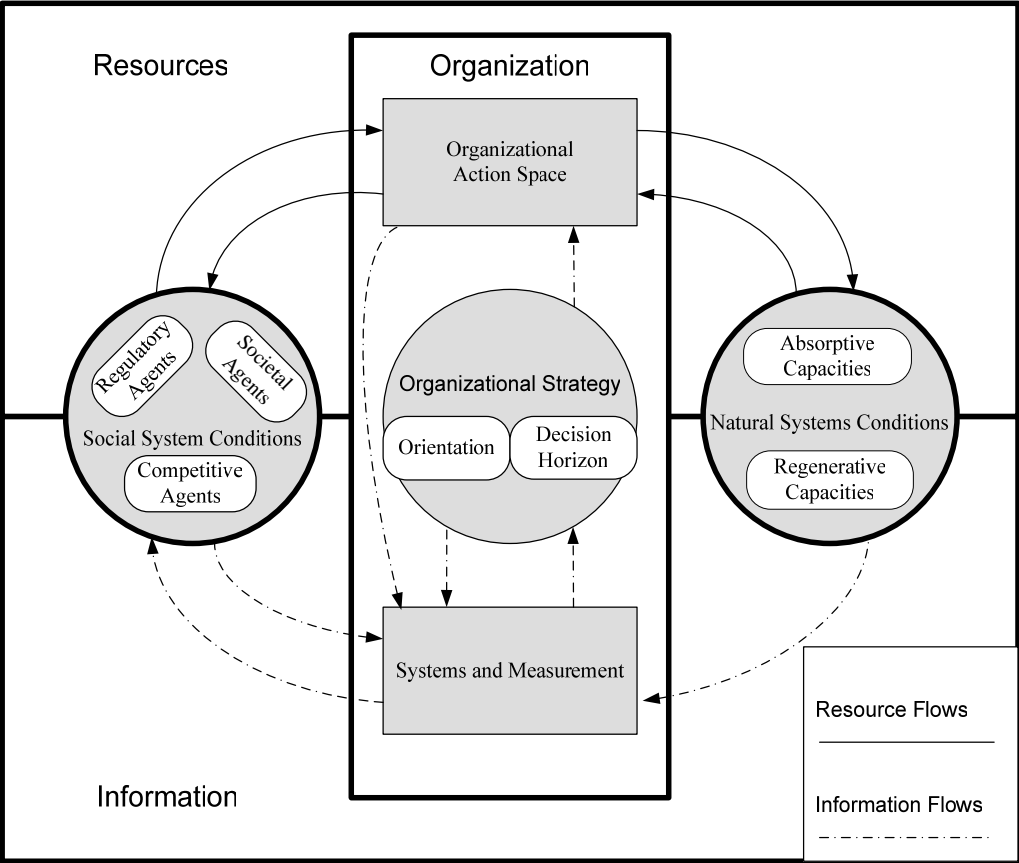 Resources
Organization
Organizational
Action Space
Regulatory
Agents
Societal
Agents
Social System Conditions
Competitive
Agents
Organizational Strategy
Orientation
Decision
Horizon
Absorptive
Capacities
Natural Systems Conditions
Regenerative
Capacities
Systems and Measurement
Information
Resource Flows
Information Flows